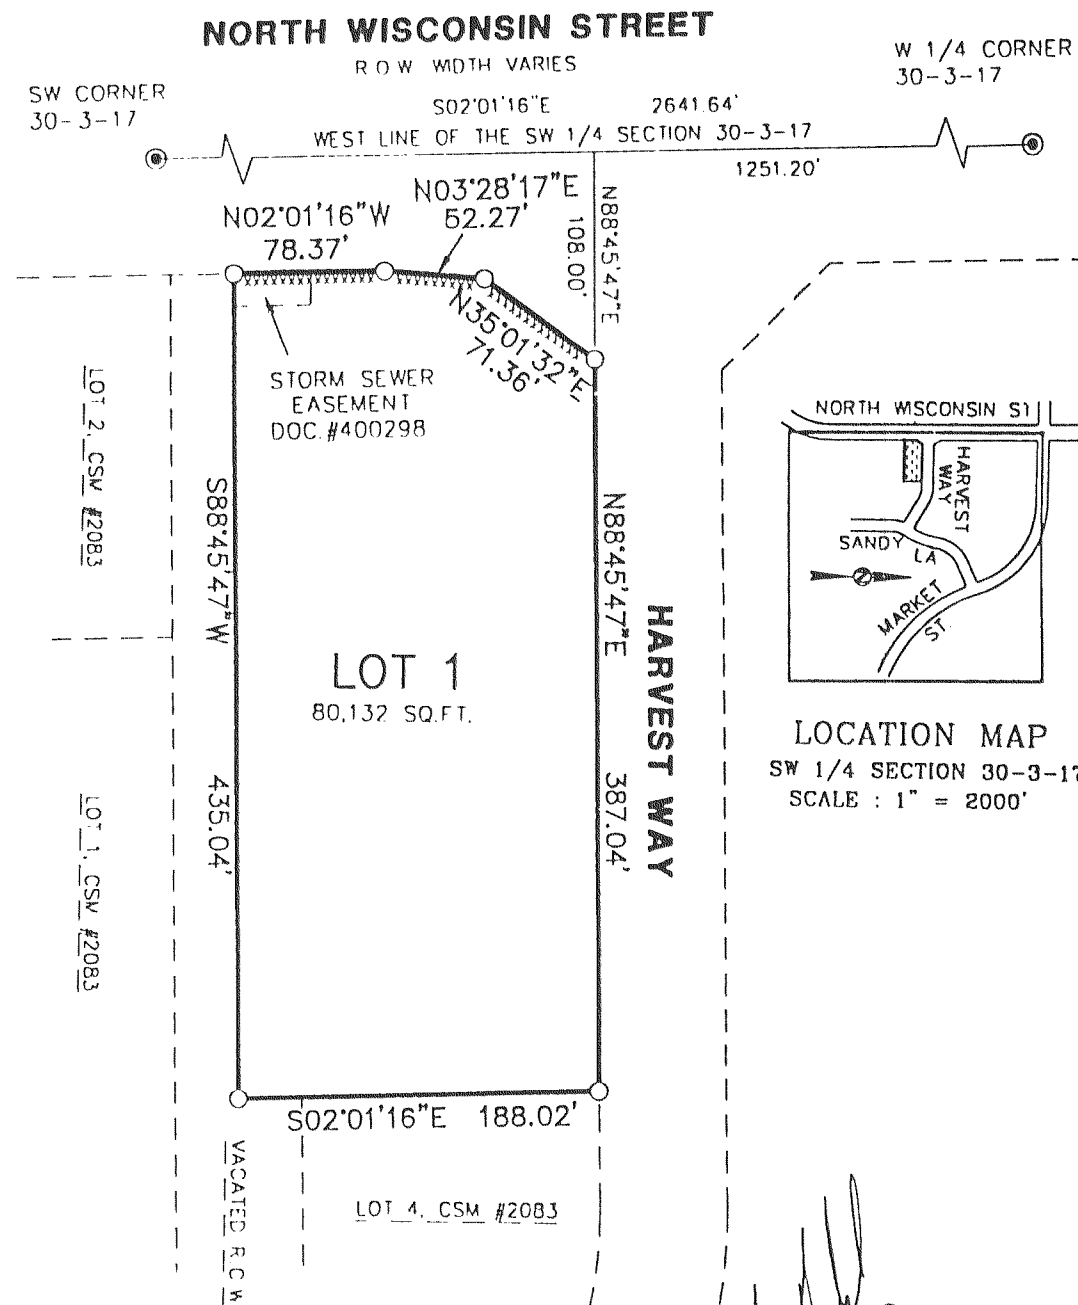 NORTH WISCONSIN STREET
R O W WIDTH VARIES
W 1/4 CORNER
30-3-17
SW CORNER
30-3-17
S02°01'16"E 2641.64'
WEST LINE OF THE SW 1/4 SECTION 30-3-17
1251.20'
N03°28'17"E
52.27'
N02°01'16"W
78.37'
N88°45'47"E
108.00'
N35°01'32"E
71.36'
STORM SEWER
EASEMENT
DOC. #400298
LOT 2, CSM #2083
S88°45'47"W 435.04'
N88°45'47"E 387.04'
HARVEST WAY
LOT 1
80,132 SQ.FT.
LOT 1, CSM #2083
S02°01'16"E 188.02'
VACATED R.O.W
LOT 4, CSM #2083
NORTH WISCONSIN ST
HARVEST
WAY
SANDY LA
MARKET
ST.
LOCATION MAP
SW 1/4 SECTION 30-3-17
SCALE : 1" = 2000'